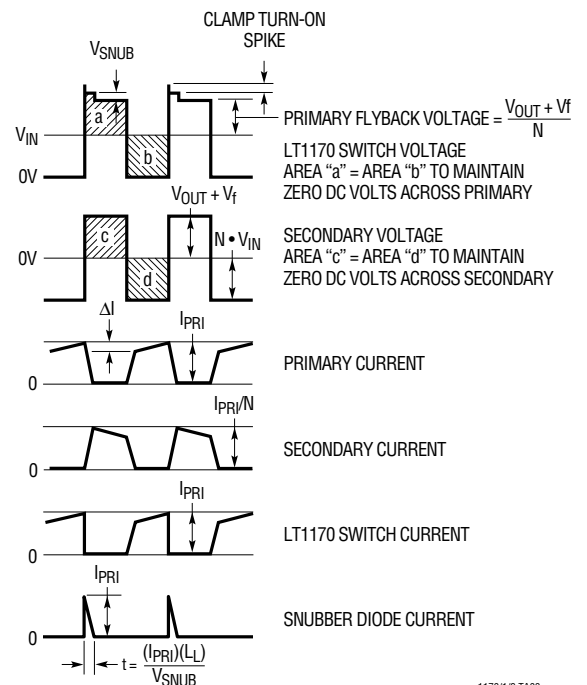 CLAMP TURN-ON
SPIKE
VSNUB
a
b
VIN
0V
PRIMARY FLYBACK VOLTAGE = VOUT + Vf
N
LT1170 SWITCH VOLTAGE
AREA “a” = AREA “b” TO MAINTAIN
ZERO DC VOLTS ACROSS PRIMARY
VOUT + Vf
c
d
N • VIN
0V
SECONDARY VOLTAGE
AREA “c” = AREA “d” TO MAINTAIN
ZERO DC VOLTS ACROSS SECONDARY
ΔI
IPRI
0
PRIMARY CURRENT
IPRI/N
0
SECONDARY CURRENT
IPRI
0
LT1170 SWITCH CURRENT
IPRI
0
SNUBBER DIODE CURRENT
t = (IPRI)(LL)
VSNUB